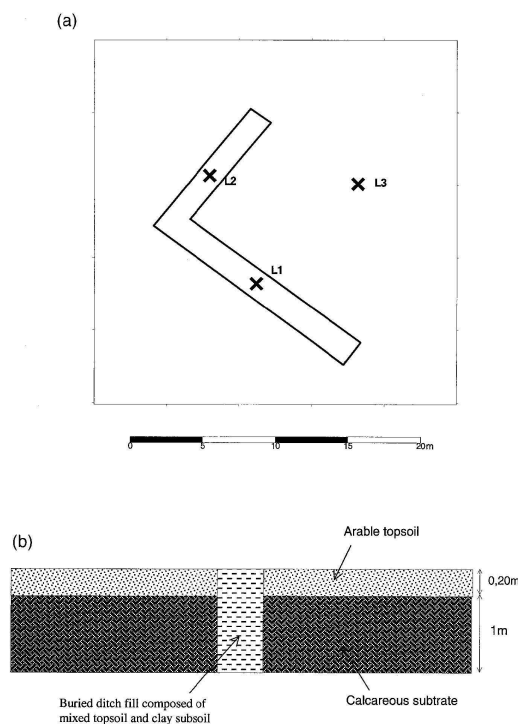 (a)
L2
L3
L1
0
5
10
15
20m
Arable topsoil
(b)
0,20m
1m
Buried ditch fill composed of
mixed topsoil and clay subsoil
Calcareous subtrate